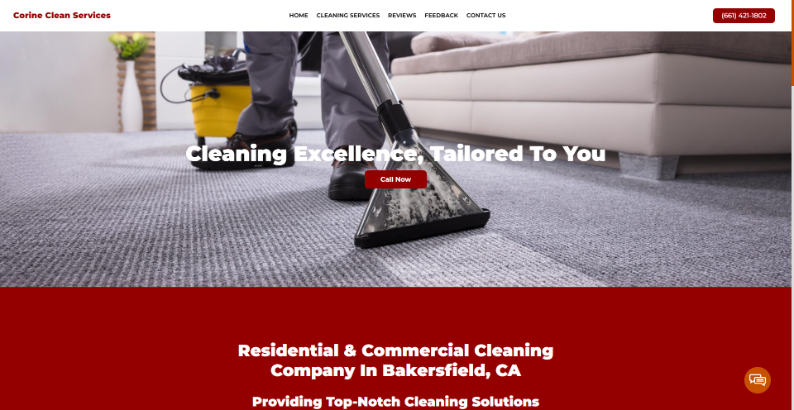 Corine Clean Services
HOME CLEANING SERVICES REVIEWS FEEDBACK CONTACT US
(661) 421-1802
Cleaning Excellence, Tailored To You
Call Now
Residential & Commercial Cleaning
Company In Bakersfield, CA
Providing Top-Notch Cleaning Solutions